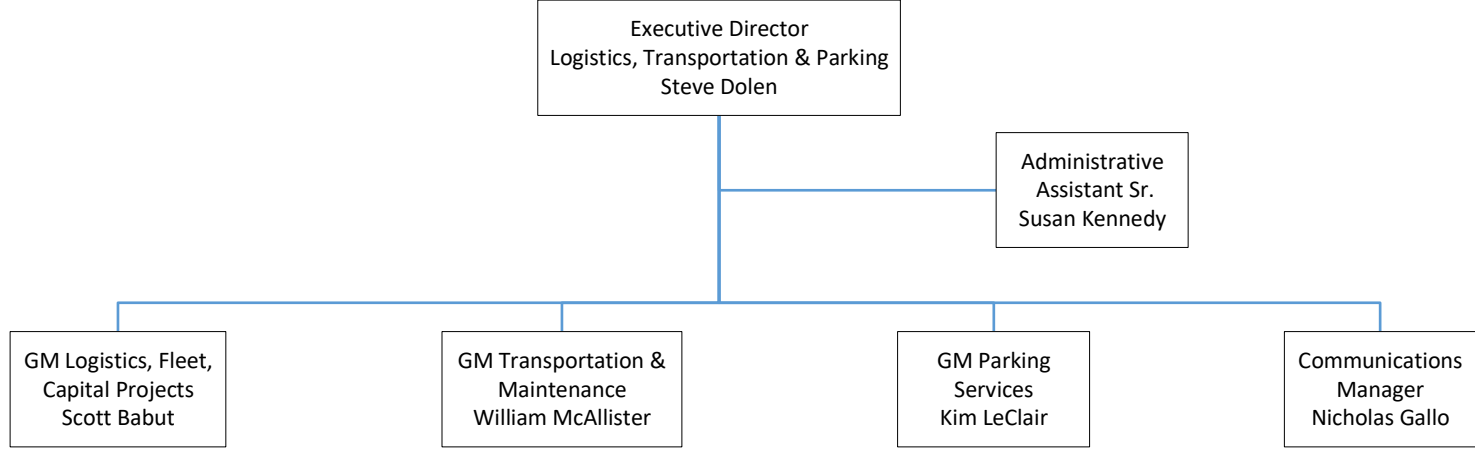 Executive Director
Logistics, Transportation & Parking
Steve Dolen
Administrative
Assistant Sr.
Susan Kennedy
GM Logistics, Fleet,
Capital Projects
Scott Babut
GM Transportation &
Maintenance
William McAllister
GM Parking
Services
Kim LeClair
Communications
Manager
Nicholas Gallo